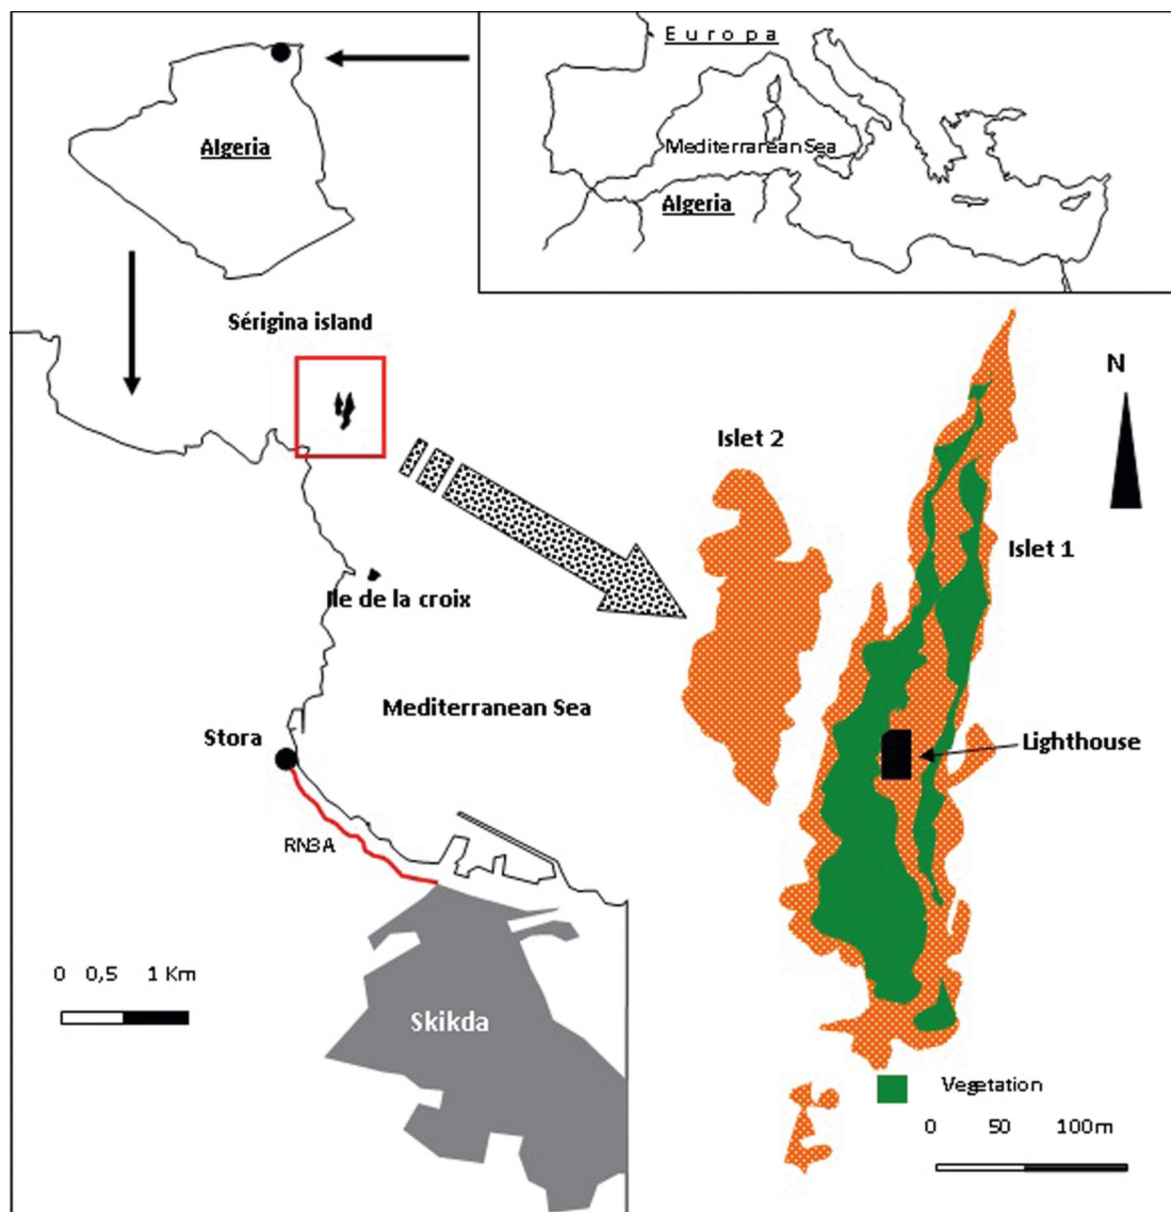 Europa
Mediterranean Sea
Algeria
Algeria
Sérigina island
N
Islet 2
Islet 1
Ile de la croix
Mediterranean Sea
Stora
Lighthouse
RN3A
0 0,5 1 Km
Skikda
Vegetation
0 50 100m